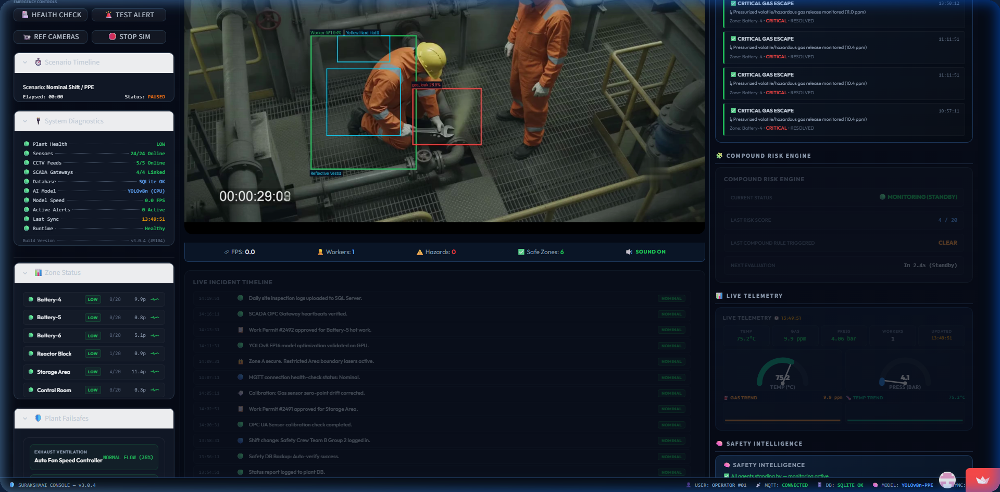 EMERGENCY CONTROLS
HEALTH CHECK
TEST ALERT
REF CAMERAS
STOP SIM
Scenario Timeline
Scenario: Nominal Shift / PPE
Elapsed: 00:00 Status: PAUSED
System Diagnostics
Plant Health LOW
Sensors 24/24 Online
CCTV Feeds 5/5 Online
SCADA Gateways 4/4 Linked
Database SQLite OK
AI Model YOLOv8n (CPU)
Model Speed 0.0 FPS
Active Alerts 0 Active
Last Sync 13:49:51
Runtime Healthy
Build Version v3.0.4 (#9104)
Zone Status
Battery-4 LOW 0/20 9.9p
Battery-5 LOW 0/20 0.8p
Battery-6 LOW 0/20 5.1p
Reactor Block LOW 1/20 0.9p
Storage Area LOW 4/20 11.4p
Control Room LOW 0/20 0.3p
Plant Failsafes
EXHAUST VENTILATION
Auto Fan Speed Controller NORMAL FLOW (35%)
Worker-W1 94% Yellow Hard Hat
gas_leak 28.9%
Reflective Vest
00:00:29:0
FPS: 0.0 Workers: 1 Hazards: 0 Safe Zones: 6 SOUND ON
LIVE INCIDENT TIMELINE
14:19:51 Daily site inspection logs uploaded to SQL Server. NOMINAL
14:16:11 SCADA OPC Gateway heartbeats verified. NOMINAL
14:13:31 Work Permit #2492 approved for Battery-5 hot work. NOMINAL
14:11:31 YOLOv8 FP16 model optimization validated on GPU. NOMINAL
14:09:31 Zone A secure. Restricted Area boundary lasers active. NOMINAL
14:07:11 MQTT connection health-check status: Nominal. NOMINAL
14:05:11 Calibration: Gas sensor zero-point drift corrected. NOMINAL
14:02:51 Work Permit #2491 approved for Storage Area. NOMINAL
14:00:31 OPC UA Sensor calibration check completed. NOMINAL
13:58:31 Shift change: Safety Crew Team B Group 2 logged in. NOMINAL
13:56:11 Safety DB Backup: Auto-verify success. NOMINAL
13:54:51 Status report logged to plant DB. NOMINAL
CRITICAL GAS ESCAPE 13:50:12
↳ Pressurized volatile/hazardous gas release monitored (11.0 ppm)
Zone: Battery-4 • CRITICAL • RESOLVED
CRITICAL GAS ESCAPE 11:11:51
↳ Pressurized volatile/hazardous gas release monitored (10.4 ppm)
Zone: Battery-4 • CRITICAL • RESOLVED
CRITICAL GAS ESCAPE 11:11:51
↳ Pressurized volatile/hazardous gas release monitored (10.4 ppm)
Zone: Battery-4 • CRITICAL • RESOLVED
CRITICAL GAS ESCAPE 10:57:11
↳ Pressurized volatile/hazardous gas release monitored (10.4 ppm)
Zone: Battery-4 • CRITICAL • RESOLVED
COMPOUND RISK ENGINE
COMPOUND RISK ENGINE
CURRENT STATUS MONITORING (STANDBY)
LAST RISK SCORE 4 / 20
LAST COMPOUND RULE TRIGGERED CLEAR
NEXT EVALUATION In 2.4s (Standby)
LIVE TELEMETRY
LIVE TELEMETRY 13:49:51
TEMP GAS PRESS WORKERS UPDATED
75.2°C 9.9 ppm 4.06 bar 1 13:49:51
75.2 4.1
TEMP (°C) PRESS (BAR)
GAS TREND 9.9 ppm TEMP TREND 75.2°C
SAFETY INTELLIGENCE
SAFETY INTELLIGENCE
All agents standing by — monitoring active
SURAKSHAAI CONSOLE — v3.0.4
USER: OPERATOR #01 MQTT: CONNECTED DB: SQLITE OK MODEL: YOLOv8n-PPE